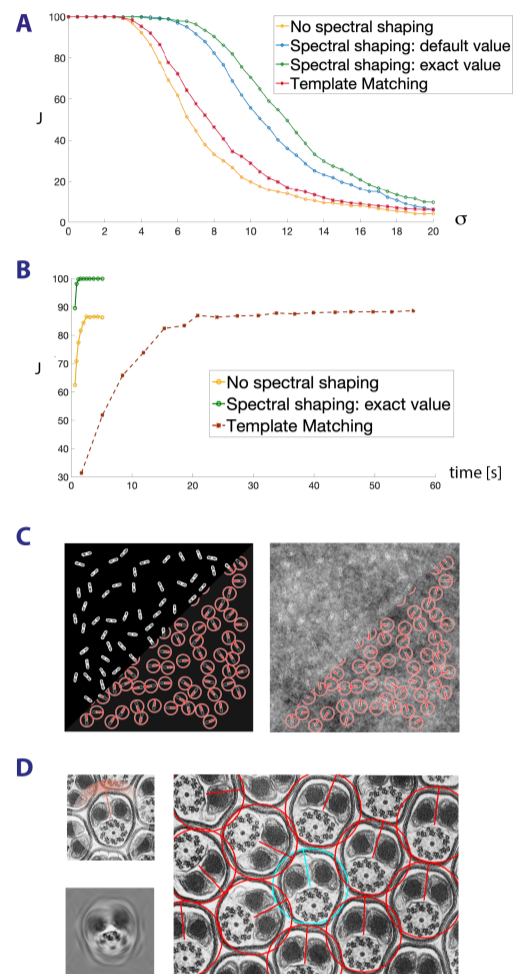 A
No spectral shaping
Spectral shaping: default value
Spectral shaping: exact value
Template Matching
100
80
60
40
20
0
J
0 2 4 6 8 10 12 14 16 18 20
σ
B
100
90
80
70
60
50
40
30
J
No spectral shaping
Spectral shaping: exact value
Template Matching
0 10 20 30 40 50 60
time [s]
C
D